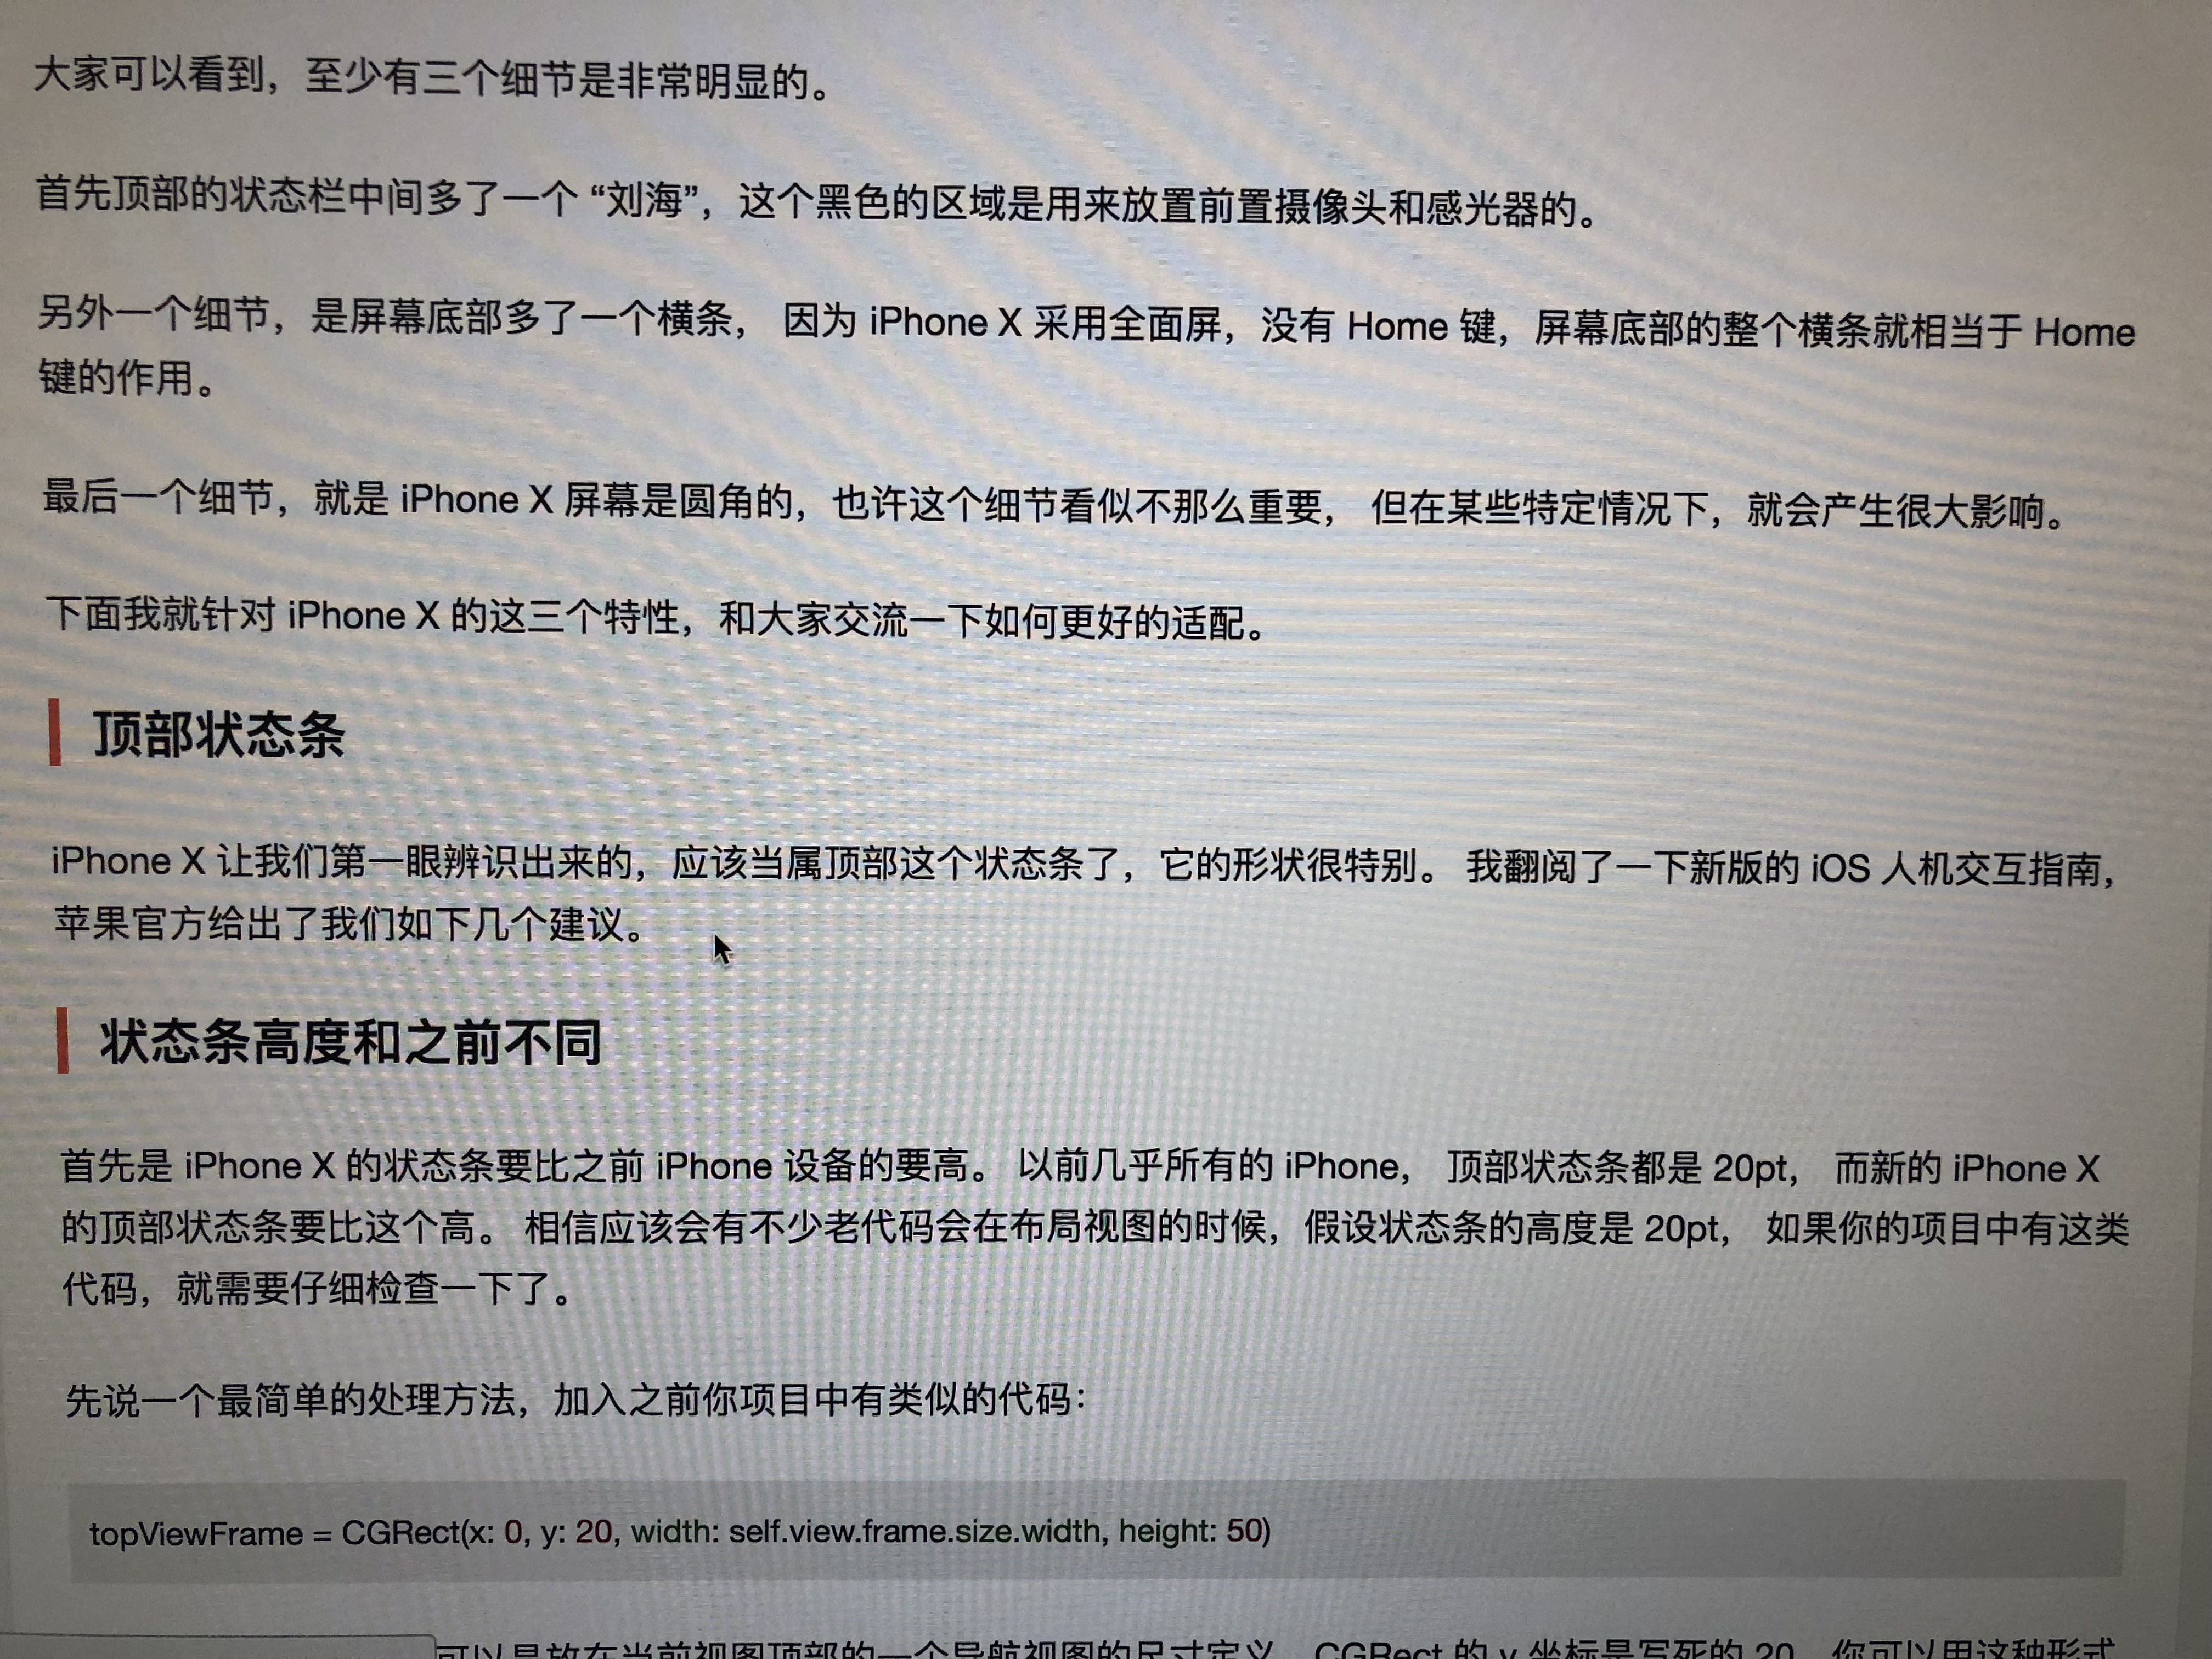 大家可以看到，至少有三个细节是非常明显的。
首先顶部的状态栏中间多了一个 “刘海”，这个黑色的区域是用来放置前置摄像头和感光器的。
另外一个细节，是屏幕底部多了一个横条， 因为 iPhone X 采用全面屏，没有 Home 键，屏幕底部的整个横条就相当于 Home
键的作用。
最后一个细节，就是 iPhone X 屏幕是圆角的，也许这个细节看似不那么重要， 但在某些特定情况下，就会产生很大影响。
下面我就针对 iPhone X 的这三个特性，和大家交流一下如何更好的适配。
顶部状态条
iPhone X 让我们第一眼辨识出来的，应该当属顶部这个状态条了，它的形状很特别。 我翻阅了一下新版的 iOS 人机交互指南，
苹果官方给出了我们如下几个建议。
状态条高度和之前不同
首先是 iPhone X 的状态条要比之前 iPhone 设备的要高。 以前几乎所有的 iPhone， 顶部状态条都是 20pt， 而新的 iPhone X
的顶部状态条要比这个高。 相信应该会有不少老代码会在布局视图的时候，假设状态条的高度是 20pt， 如果你的项目中有这类
代码，就需要仔细检查一下了。
先说一个最简单的处理方法，加入之前你项目中有类似的代码：
topViewFrame = CGRect(x: 0, y: 20, width: self.view.frame.size.width, height: 50)
可以是放在当前视图顶部的一个导航视图的尺寸定义 CGRect 的 y 坐标是写死的 20 你可以用这种形式